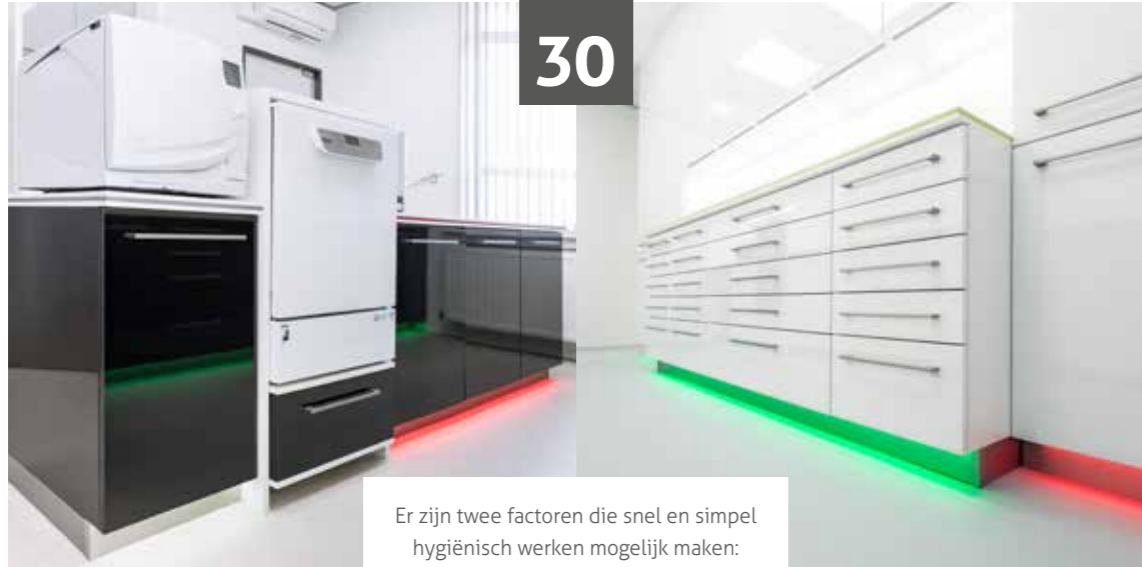 30
Er zijn twee factoren die snel en simpel
hygiënisch werken mogelijk maken: